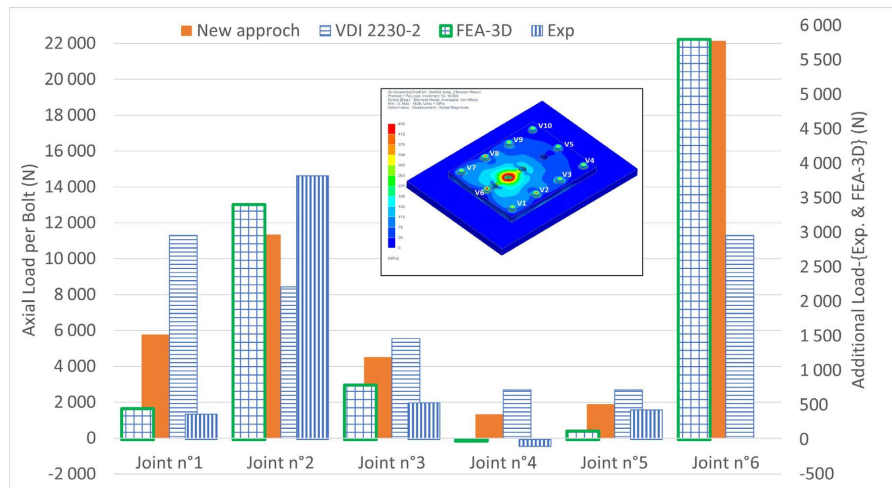 New approch VDI 2230-2 FEA-3D Exp
Axial Load per Bolt (N)
22 000
20 000
18 000
16 000
14 000
12 000
10 000
8 000
6 000
4 000
2 000
0
-2 000
V10
V9
V8
V7
V5
V4
V3
V6
V2
V1
[MPa]
6 000
5 500
5 000
4 500
4 000
3 500
3 000
2 500
2 000
1 500
1 000
500
0
-500
Additional Load-{Exp. & FEA-3D} (N)
Joint n°1 Joint n°2 Joint n°3 Joint n°4 Joint n°5 Joint n°6